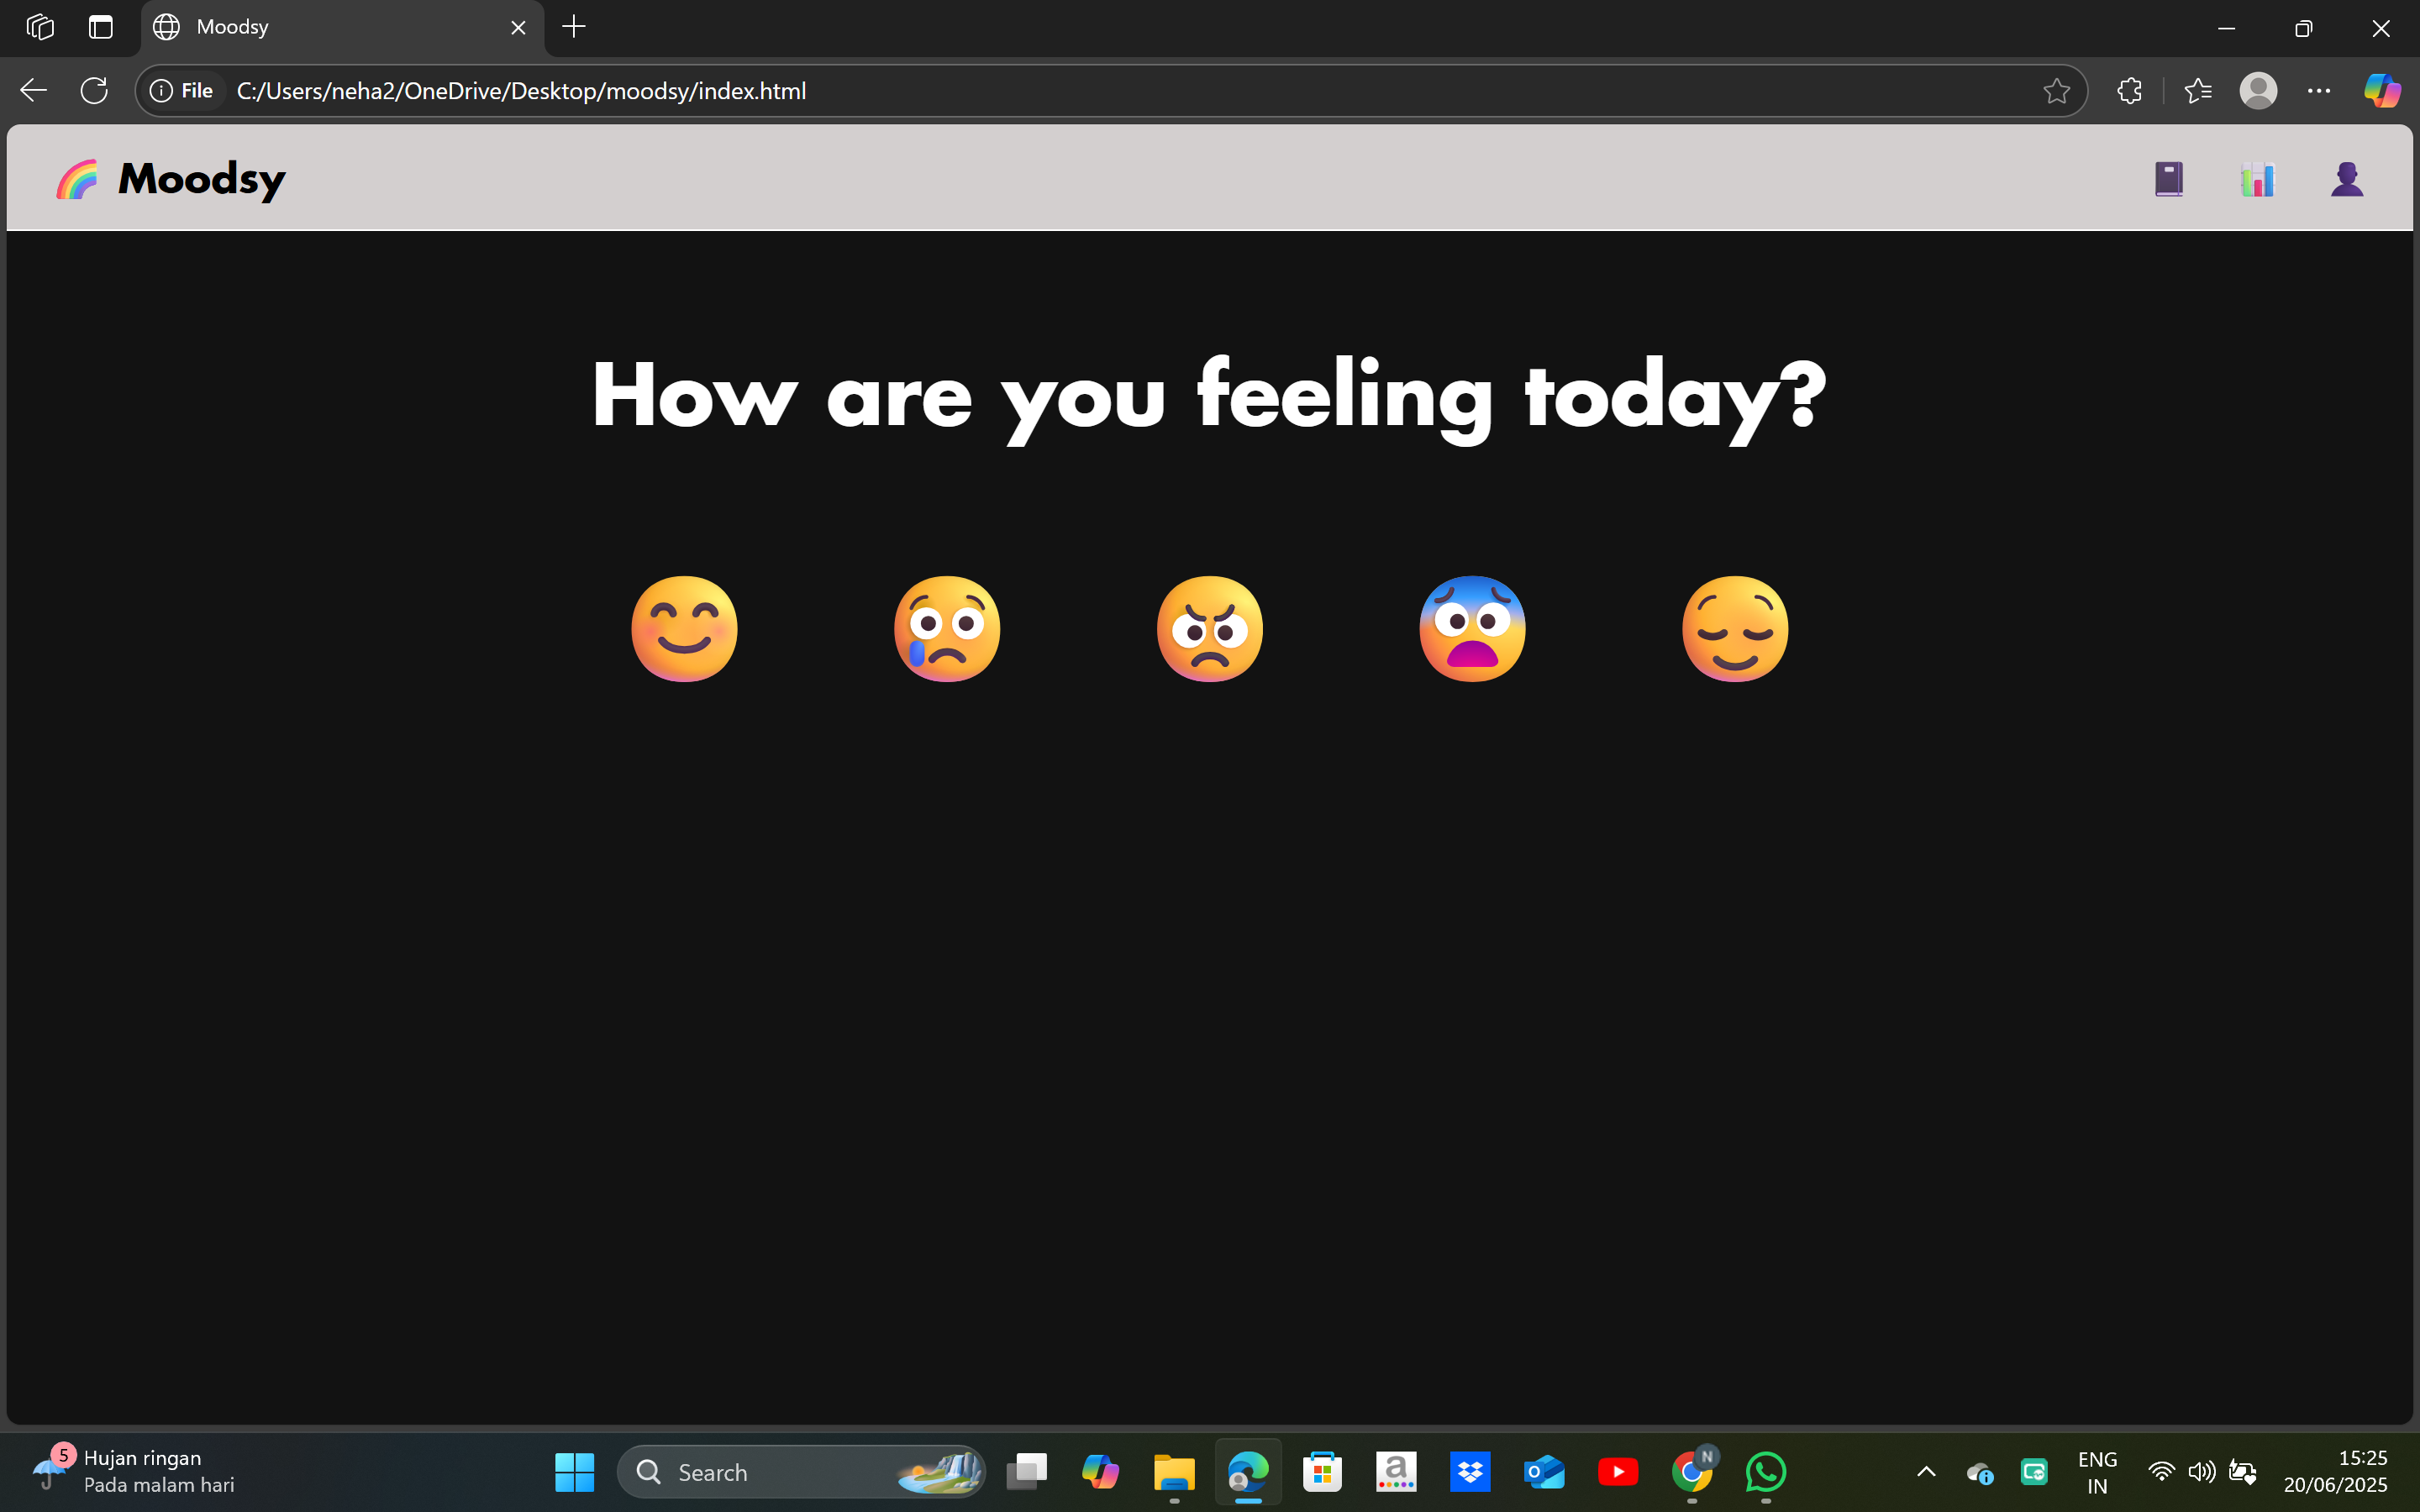 Moodsy
File C:/Users/neha2/OneDrive/Desktop/moodsy/index.html
Moodsy
How are you feeling today?
5
Hujan ringan
Pada malam hari
Search
a
O
N
ENG
IN
15:25
20/06/2025